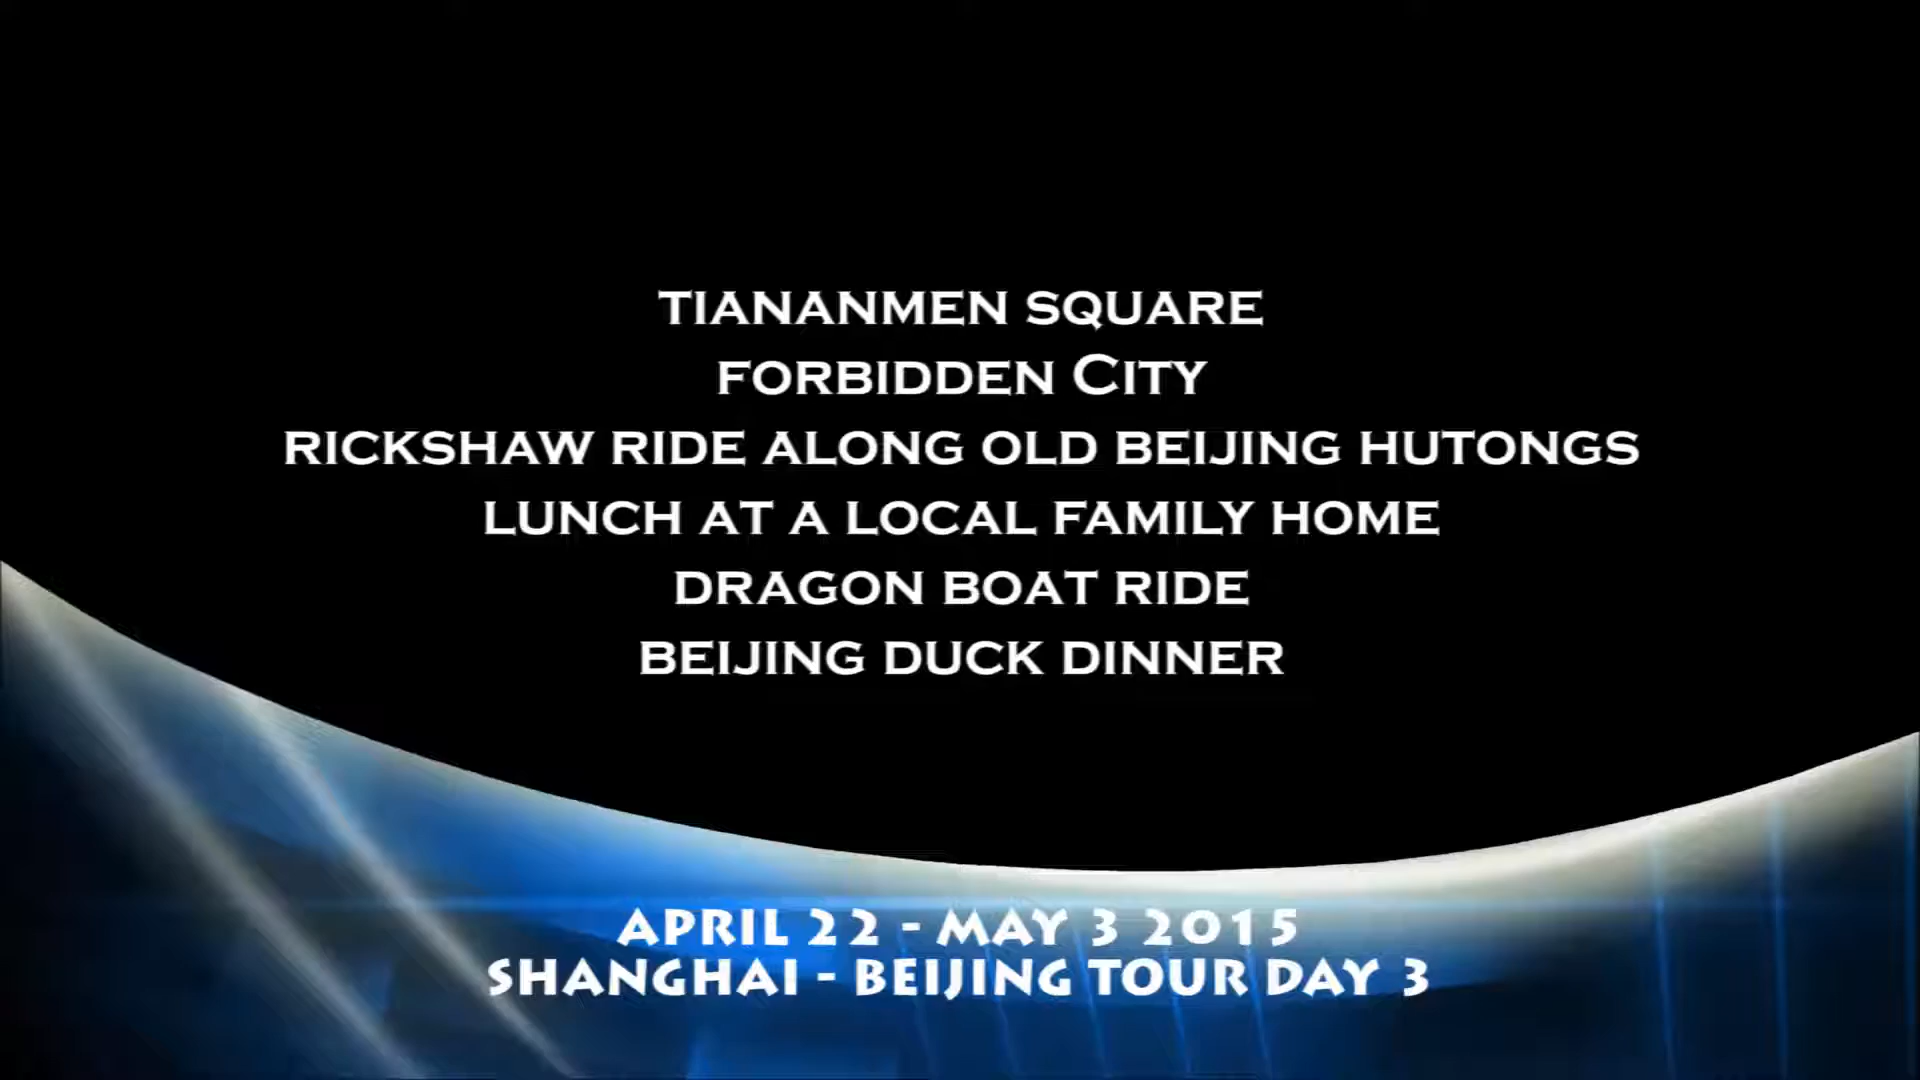 TIANANMEN SQUARE
FORBIDDEN CITY
RICKSHAW RIDE ALONG OLD BEIJING HUTONGS
LUNCH AT A LOCAL FAMILY HOME
DRAGON BOAT RIDE
BEIJING DUCK DINNER
APRIL 22 - MAY 3 2015
SHANGHAI - BEIJING TOUR DAY 3